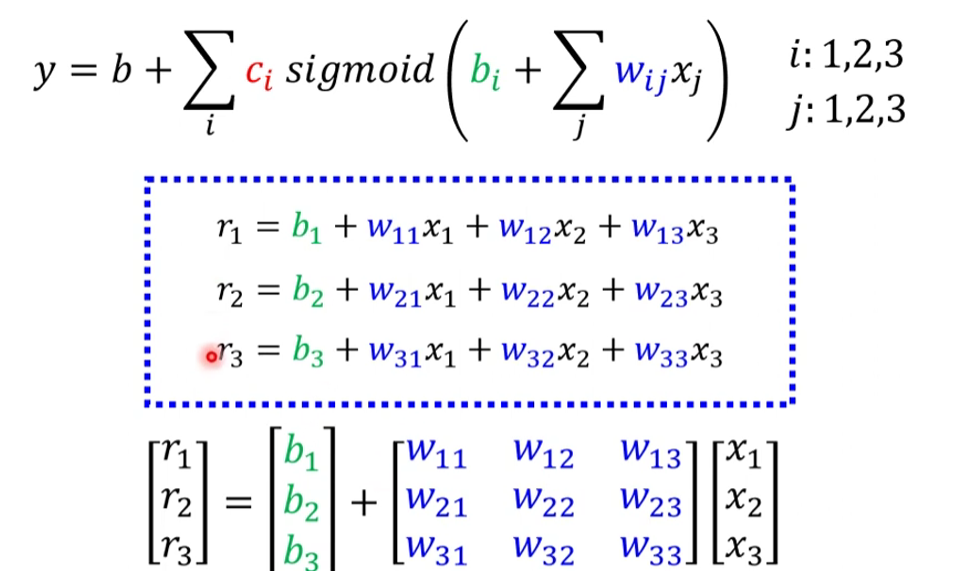 y = b + ∑_i c_i sigmoid ( b_i + ∑_j w_ij x_j ) i: 1,2,3
j: 1,2,3
r_1 = b_1 + w_11 x_1 + w_12 x_2 + w_13 x_3
r_2 = b_2 + w_21 x_1 + w_22 x_2 + w_23 x_3
r_3 = b_3 + w_31 x_1 + w_32 x_2 + w_33 x_3
[r_1] [b_1] [w_11 w_12 w_13] [x_1]
[r_2] = [b_2] + [w_21 w_22 w_23] [x_2]
[r_3] [b_3] [w_31 w_32 w_33] [x_3]